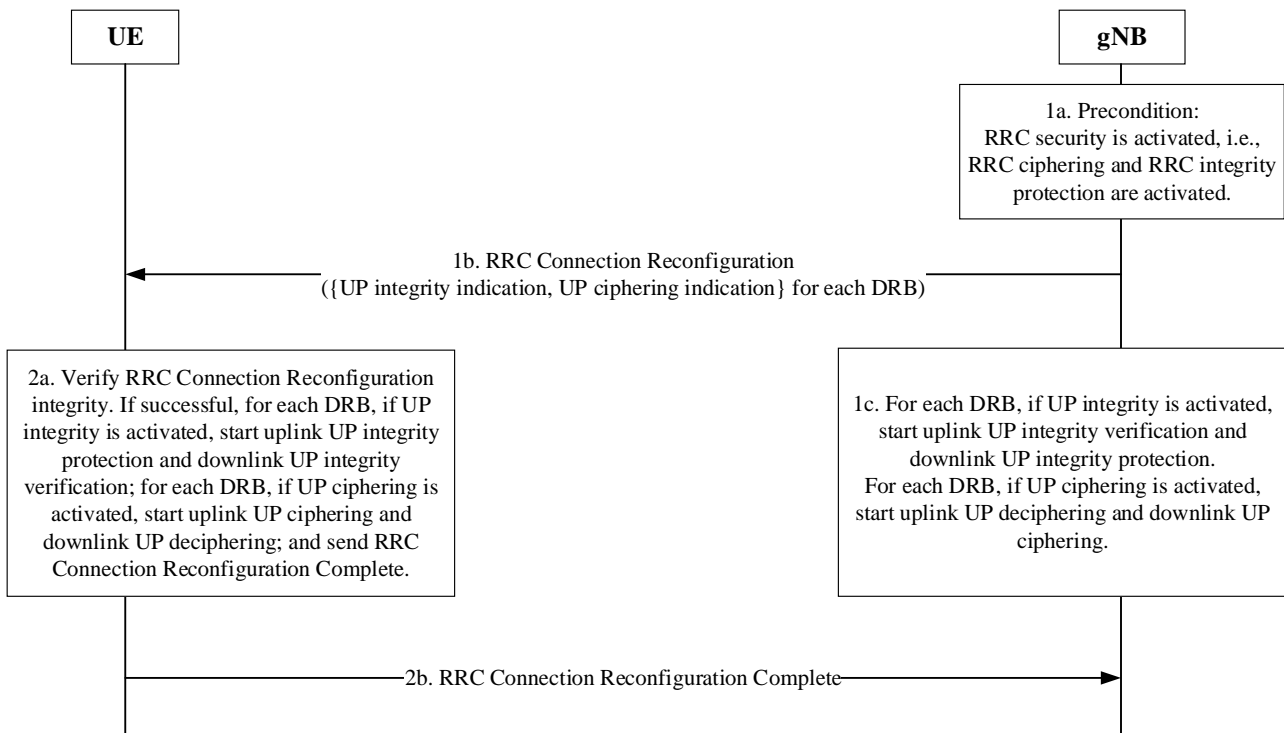 UE
gNB
1a. Precondition:
RRC security is activated, i.e.,
RRC ciphering and RRC integrity
protection are activated.
1b. RRC Connection Reconfiguration
({UP integrity indication, UP ciphering indication} for each DRB)
2a. Verify RRC Connection Reconfiguration
integrity. If successful, for each DRB, if UP
integrity is activated, start uplink UP integrity
protection and downlink UP integrity
verification; for each DRB, if UP ciphering is
activated, start uplink UP ciphering and
downlink UP deciphering; and send RRC
Connection Reconfiguration Complete.
1c. For each DRB, if UP integrity is activated,
start uplink UP integrity verification and
downlink UP integrity protection.
For each DRB, if UP ciphering is activated,
start uplink UP deciphering and downlink UP
ciphering.
2b. RRC Connection Reconfiguration Complete